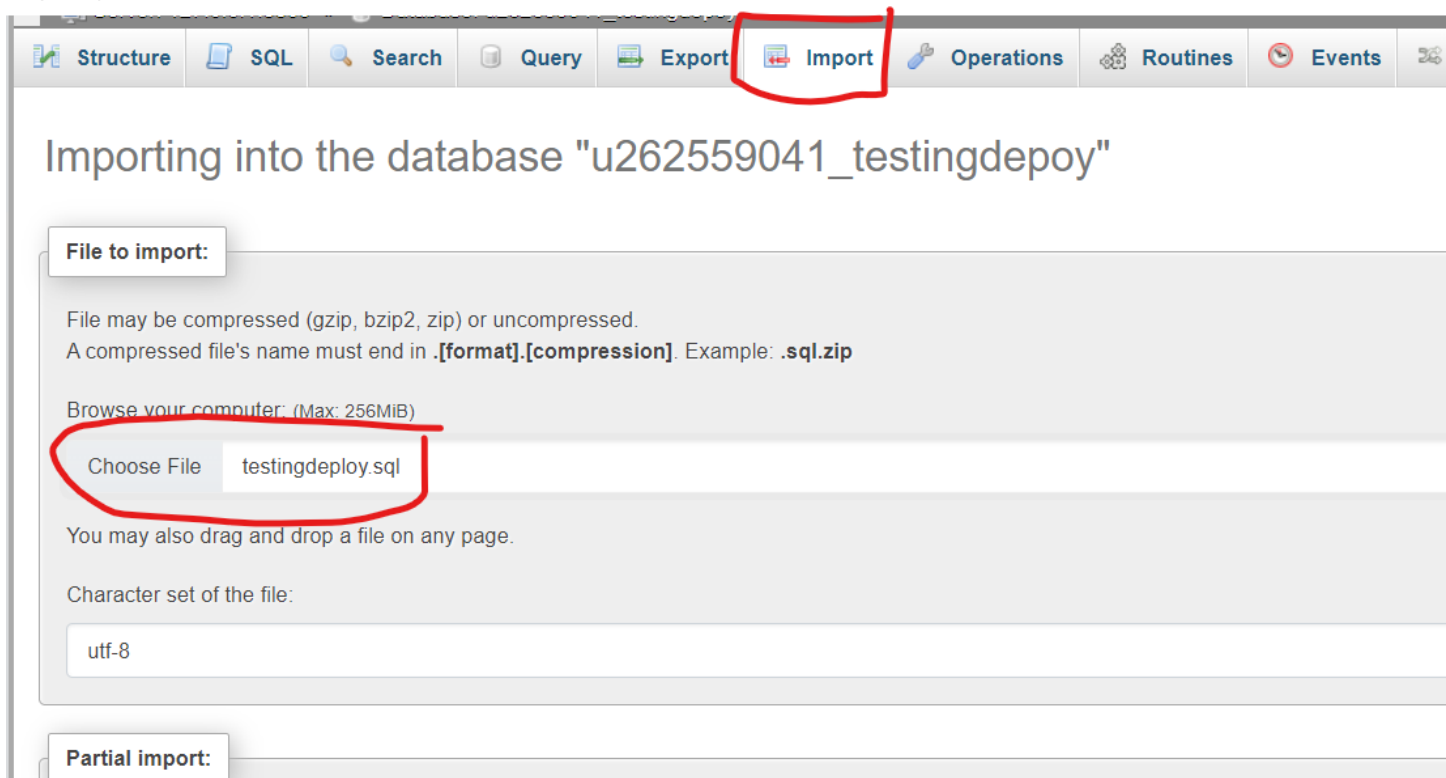 Structure SQL Search Query Export Import Operations Routines Events
Importing into the database "u262559041_testingdepoy"
File to import:
File may be compressed (gzip, bzip2, zip) or uncompressed.
A compressed file's name must end in .[format].[compression]. Example: .sql.zip
Browse your computer: (Max: 256MiB)
Choose File testingdeploy.sql
You may also drag and drop a file on any page.
Character set of the file:
utf-8
Partial import: